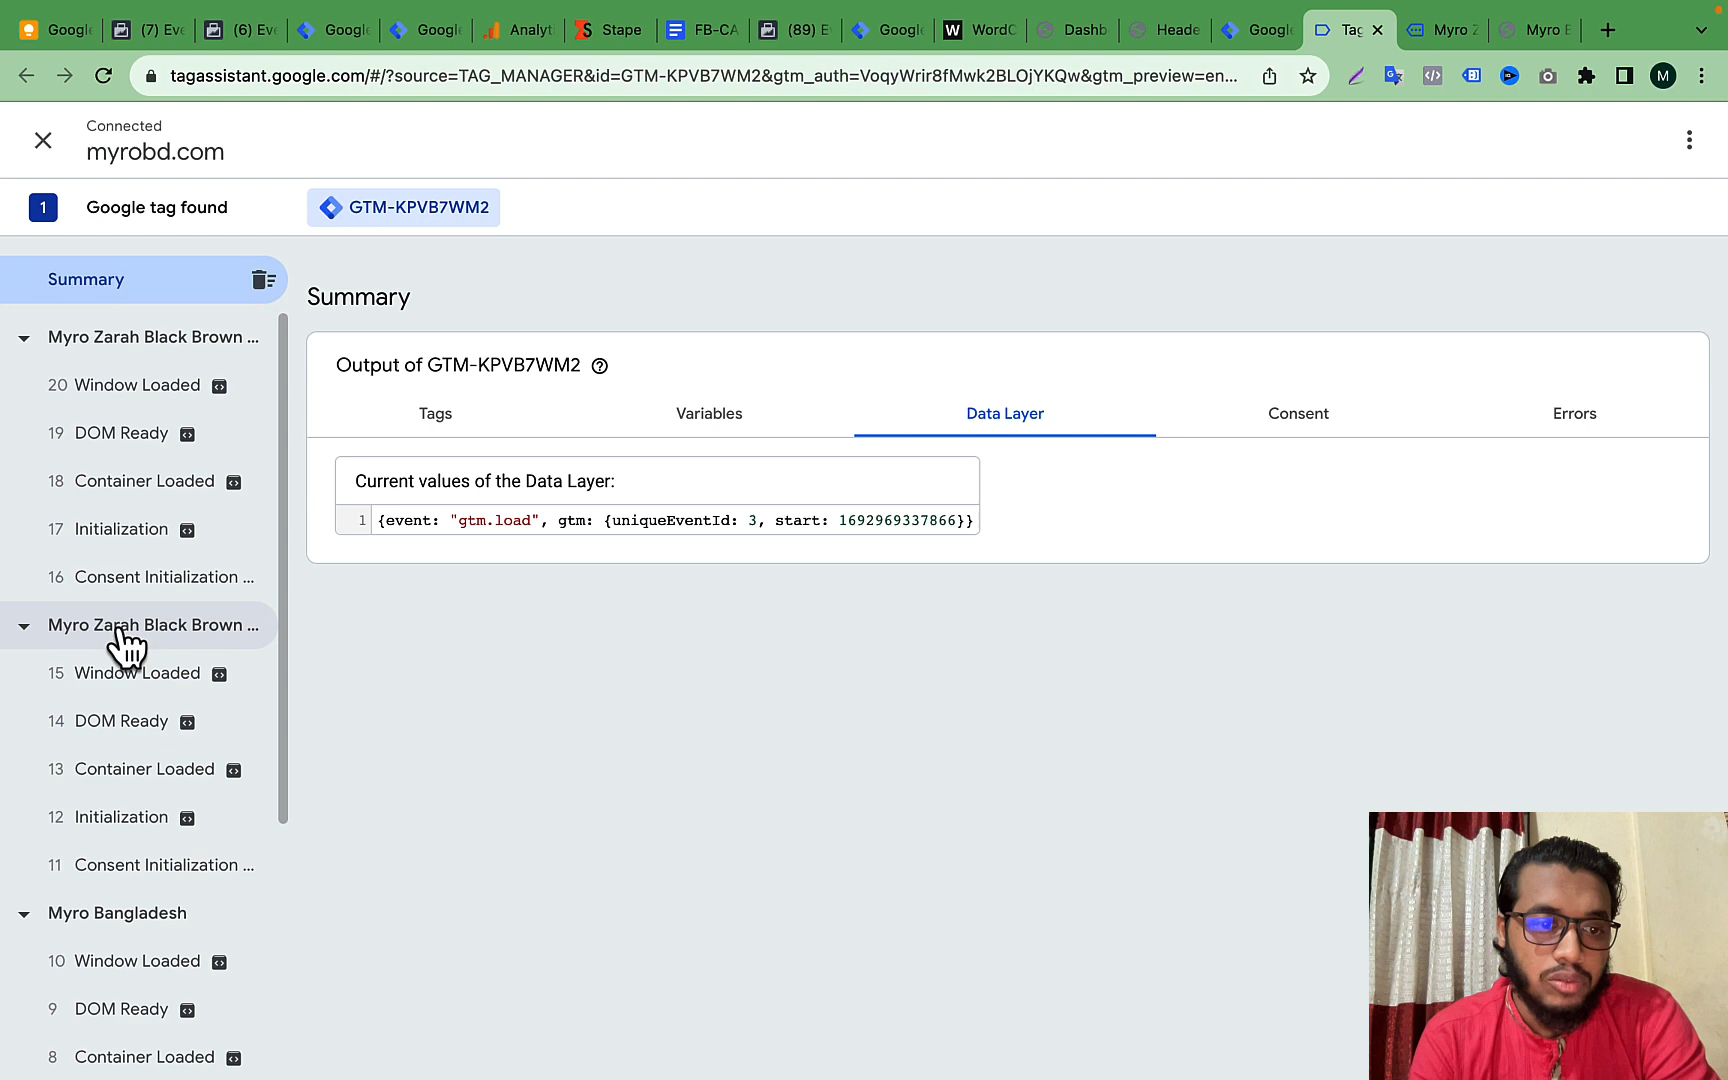 Google
(7) Eve
(6) Eve
Google
Google
Analyti
Stape
FB-CA
(89) E
Google
WordC
Dashb
Heade
Google
Tag
Myro Z
Myro B
tagassistant.google.com/#/?source=TAG_MANAGER&id=GTM-KPVB7WM2&gtm_auth=VoqyWrir8fMwk2BLOjYKQw&gtm_preview=en...
M
Connected
myrobd.com
1
Google tag found
GTM-KPVB7WM2
Summary
Myro Zarah Black Brown ...
20 Window Loaded
19 DOM Ready
18 Container Loaded
17 Initialization
16 Consent Initialization ...
Myro Zarah Black Brown ...
15 Window Loaded
14 DOM Ready
13 Container Loaded
12 Initialization
11 Consent Initialization ...
Myro Bangladesh
10 Window Loaded
9 DOM Ready
8 Container Loaded
Summary
Output of GTM-KPVB7WM2
Tags
Variables
Data Layer
Consent
Errors
Current values of the Data Layer:
1 {event: "gtm.load", gtm: {uniqueEventId: 3, start: 1692969337866}}